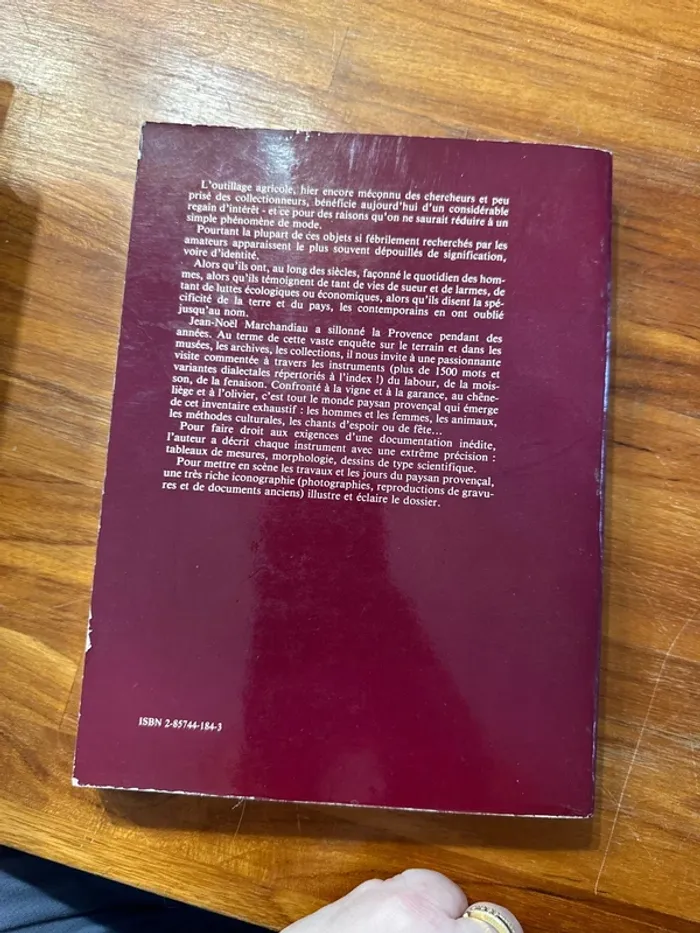 L'outillage agricole, hier encore méconnu des chercheurs et peu
prisé des collectionneurs, bénéficie aujourd'hui d'un considérable
regain d'intérêt - et ce pour des raisons qu'on ne saurait réduire à un
simple phénomène de mode.
Pourtant la plupart de ces objets si fébrilement recherchés par les
amateurs apparaissent le plus souvent dépouillés de signification,
voire d'identité.
Alors qu'ils ont, au long des siècles, façonné le quotidien des hom-
mes, alors qu'ils témoignent de tant de vies de sueur et de larmes, de
tant de luttes écologiques ou économiques, alors qu'ils disent la spé-
cificité de la terre et du pays, les contemporains en ont oublié
jusqu'au nom.
Jean-Noël Marchandiau a sillonné la Provence pendant des
années. Au terme de cette vaste enquête sur le terrain et dans les
musées, les archives, les collections, il nous invite à une passionnante
visite commentée à travers les instruments (plus de 1500 mots et
variantes dialectales répertoriés à l'index !) du labour, de la mois-
son, de la fenaison. Confronté à la vigne et à la garance, au chêne-
liège et à l'olivier, c'est tout le monde paysan provençal qui émerge
de cet inventaire exhaustif : les hommes et les femmes, les animaux,
les méthodes culturales, les chants d'espoir ou de fête...
Pour faire droit aux exigences d'une documentation inédite,
l'auteur a décrit chaque instrument avec une extrême précision :
tableaux de mesures, morphologie, dessins de type scientifique.
Pour mettre en scène les travaux et les jours du paysan provençal,
une très riche iconographie (photographies, reproductions de gravu-
res et de documents anciens) illustre et éclaire le dossier.
ISBN 2-85744-184-3